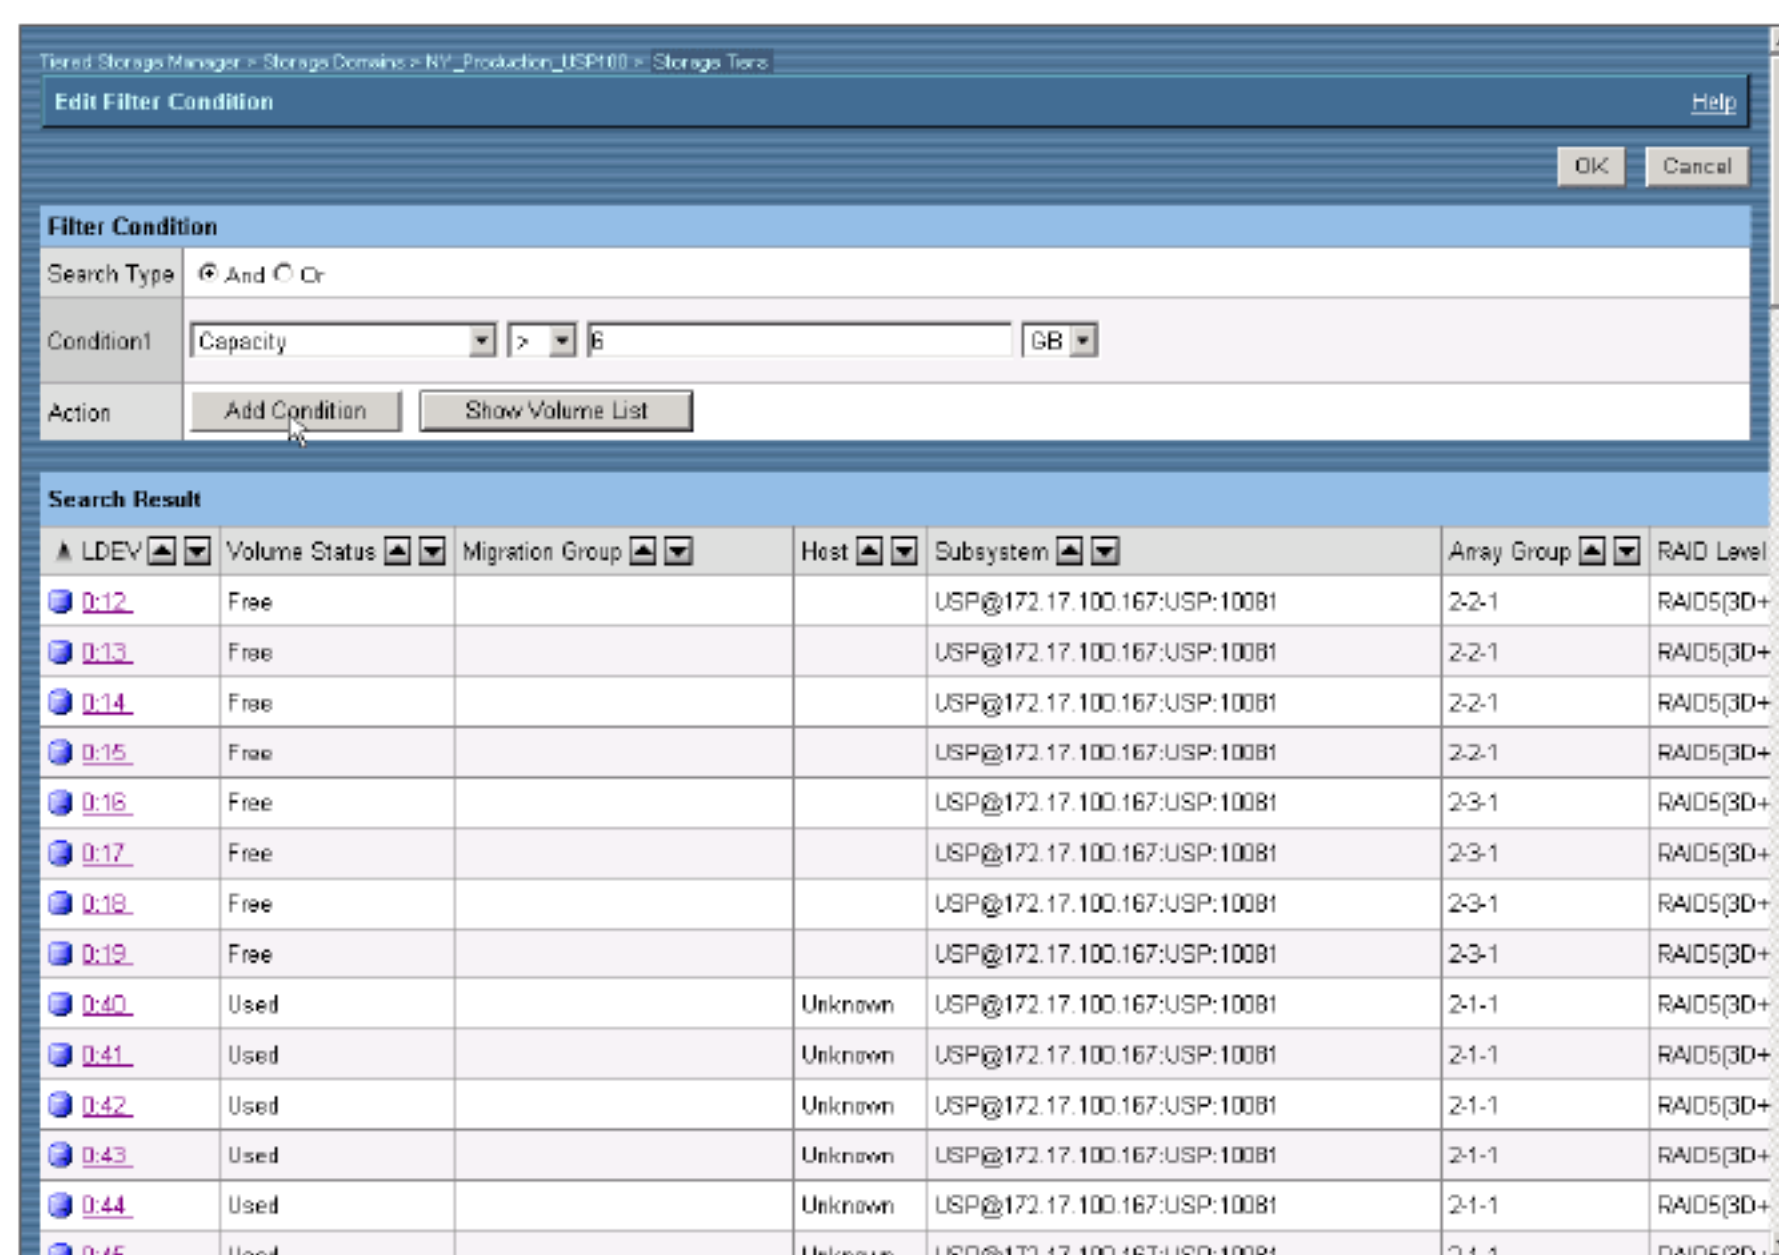 Tiered Storage Manager > Storage Domains > NY_Production_USP100 > Storage Tiers
Edit Filter Condition Help
OK Cancel
Filter Condition
Search Type And Or
Condition1 Capacity > 6 GB
Action Add Condition Show Volume List
Search Result
LDEV Volume Status Migration Group Host Subsystem Array Group RAID Level
0:12 Free USP@172.17.100.167:USP:10081 2-2-1 RAID5(3D+
0:13 Free USP@172.17.100.167:USP:10081 2-2-1 RAID5(3D+
0:14 Free USP@172.17.100.167:USP:10081 2-2-1 RAID5(3D+
0:15 Free USP@172.17.100.167:USP:10081 2-2-1 RAID5(3D+
0:16 Free USP@172.17.100.167:USP:10081 2-3-1 RAID5(3D+
0:17 Free USP@172.17.100.167:USP:10081 2-3-1 RAID5(3D+
0:18 Free USP@172.17.100.167:USP:10081 2-3-1 RAID5(3D+
0:19 Free USP@172.17.100.167:USP:10081 2-3-1 RAID5(3D+
0:40 Used Unknown USP@172.17.100.167:USP:10081 2-1-1 RAID5(3D+
0:41 Used Unknown USP@172.17.100.167:USP:10081 2-1-1 RAID5(3D+
0:42 Used Unknown USP@172.17.100.167:USP:10081 2-1-1 RAID5(3D+
0:43 Used Unknown USP@172.17.100.167:USP:10081 2-1-1 RAID5(3D+
0:44 Used Unknown USP@172.17.100.167:USP:10081 2-1-1 RAID5(3D+